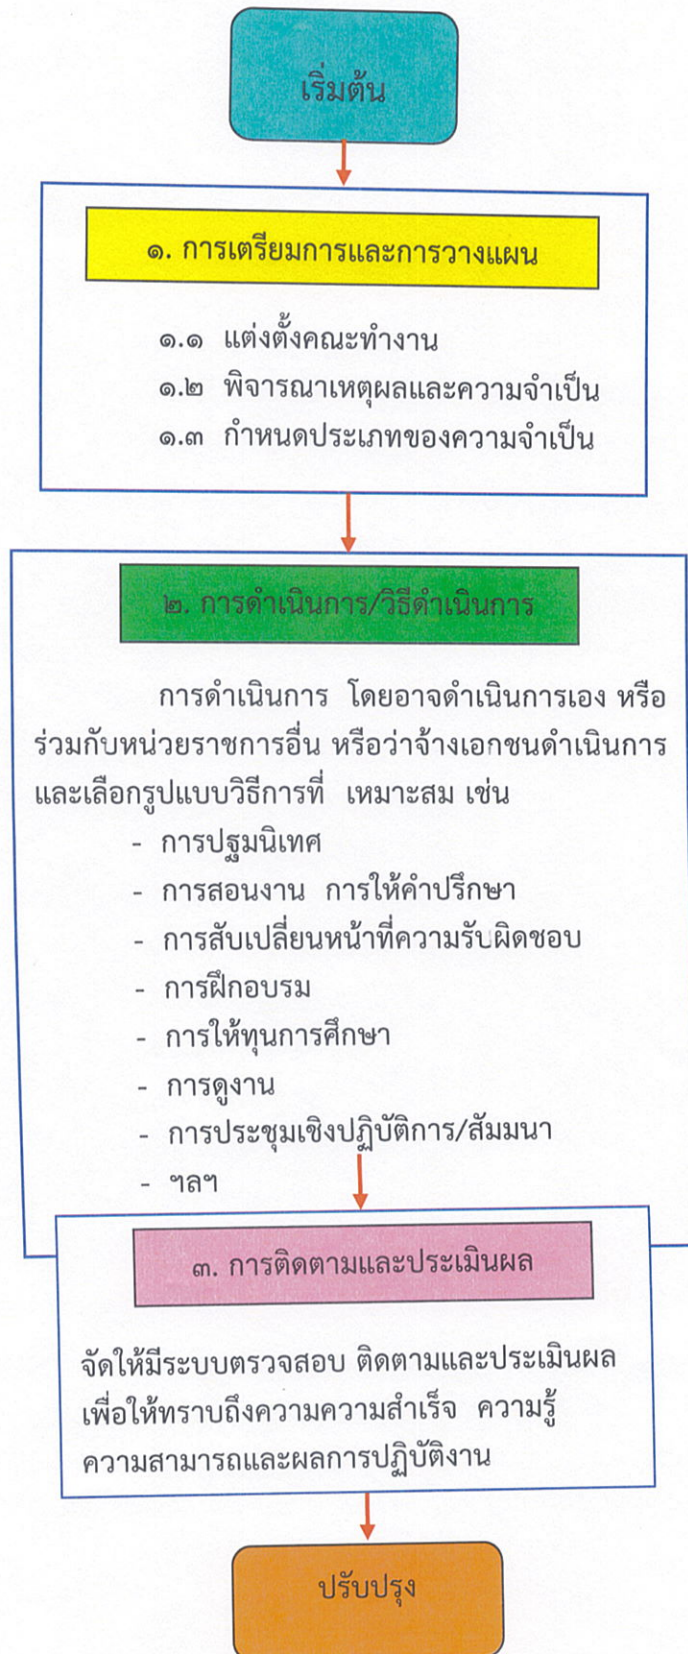 เริ่มต้น
๑. การเตรียมการและการวางแผน
๑.๑ แต่งตั้งคณะทำงาน
๑.๒ พิจารณาเหตุผลและความจำเป็น
๑.๓ กำหนดประเภทของความจำเป็น
๒. การดำเนินการ/วิธีดำเนินการ
การดำเนินการ โดยอาจดำเนินการเอง หรือ
ร่วมกับหน่วยราชการอื่น หรือว่าจ้างเอกชนดำเนินการ
และเลือกรูปแบบวิธีการที่ เหมาะสม เช่น
- การปฐมนิเทศ
- การสอนงาน การให้คำปรึกษา
- การสับเปลี่ยนหน้าที่ความรับผิดชอบ
- การฝึกอบรม
- การให้ทุนการศึกษา
- การดูงาน
- การประชุมเชิงปฏิบัติการ/สัมมนา
- ฯลฯ
๓. การติดตามและประเมินผล
จัดให้มีระบบตรวจสอบ ติดตามและประเมินผล
เพื่อให้ทราบถึงความความสำเร็จ ความรู้
ความสามารถและผลการปฏิบัติงาน
ปรับปรุง